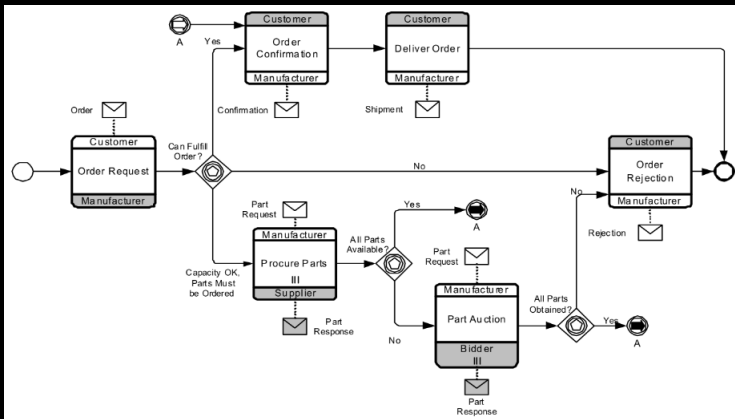 A
Yes
Customer
Order
Confirmation
Manufacturer
Confirmation
Customer
Deliver Order
Manufacturer
Shipment
Order
Customer
Order Request
Manufacturer
Can Fulfill
Order?
No
Customer
Order
Rejection
Manufacturer
Rejection
Capacity OK,
Parts Must
be Ordered
Part
Request
Manufacturer
Procure Parts
III
Supplier
Part
Response
All Parts
Available?
Yes
A
No
Part
Request
Manufacturer
Part Auction
Bidder
III
Part
Response
All Parts
Obtained?
No
Yes
A